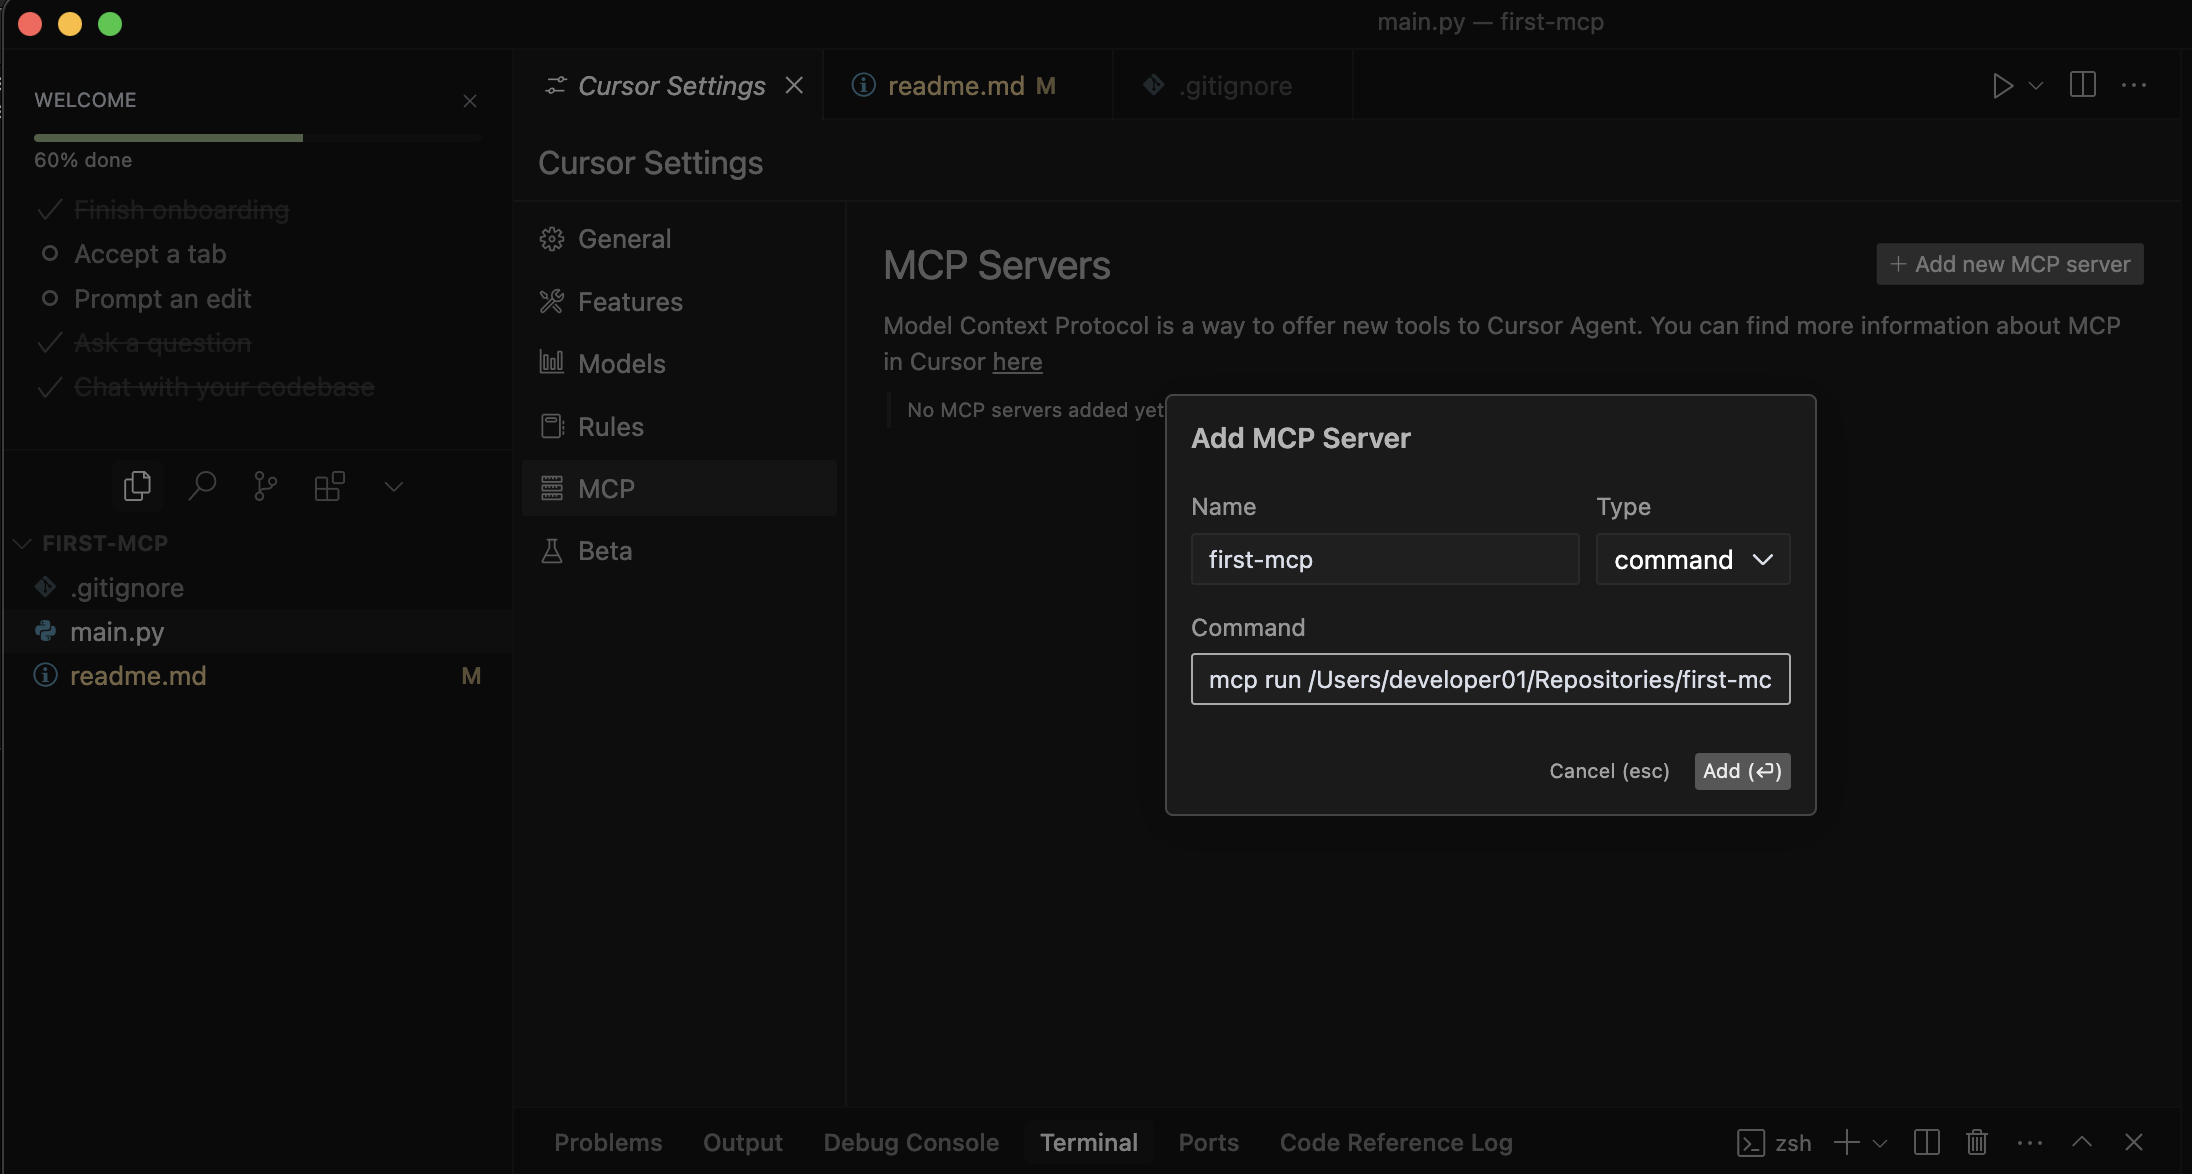 main.py — first-mcp
WELCOME
60% done
Finish onboarding
Accept a tab
Prompt an edit
Ask a question
Chat with your codebase
FIRST-MCP
.gitignore
main.py
readme.md M
Cursor Settings
readme.md M
.gitignore
Cursor Settings
General
Features
Models
Rules
MCP
Beta
MCP Servers
+ Add new MCP server
Model Context Protocol is a way to offer new tools to Cursor Agent. You can find more information about MCP
in Cursor here
No MCP servers added yet
Add MCP Server
Name Type
first-mcp command
Command
mcp run /Users/developer01/Repositories/first-mc
Cancel (esc) Add (⏎)
Problems Output Debug Console Terminal Ports Code Reference Log zsh